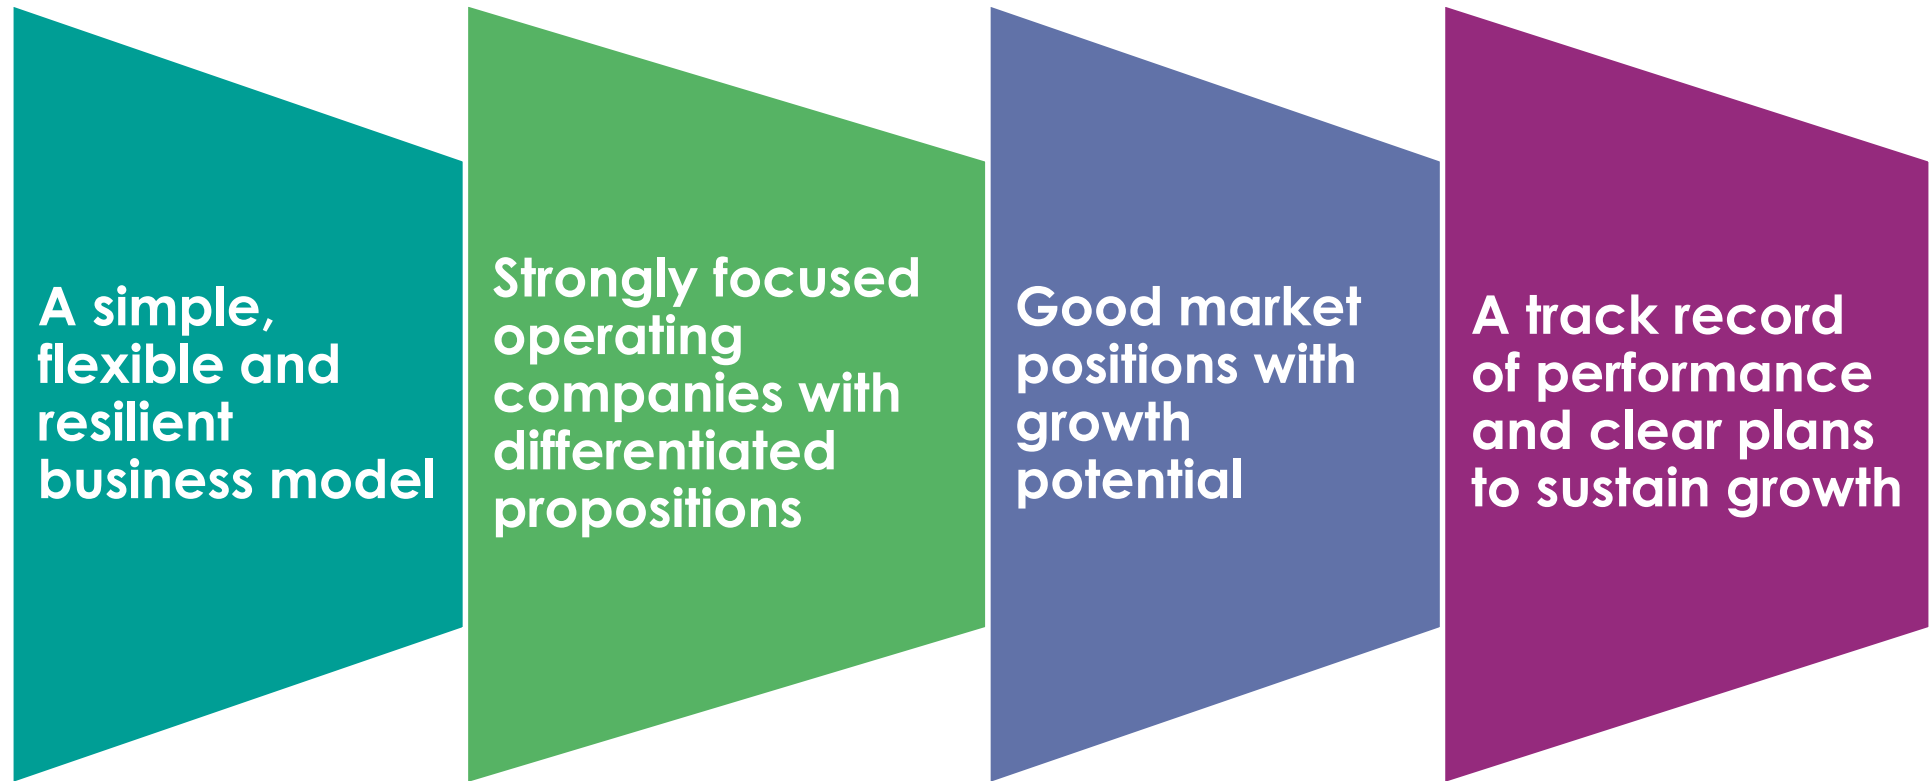 A simple,
flexible and
resilient
business model
Strongly focused
operating
companies with
differentiated
propositions
Good market
positions with
growth
potential
A track record
of performance
and clear plans
to sustain growth